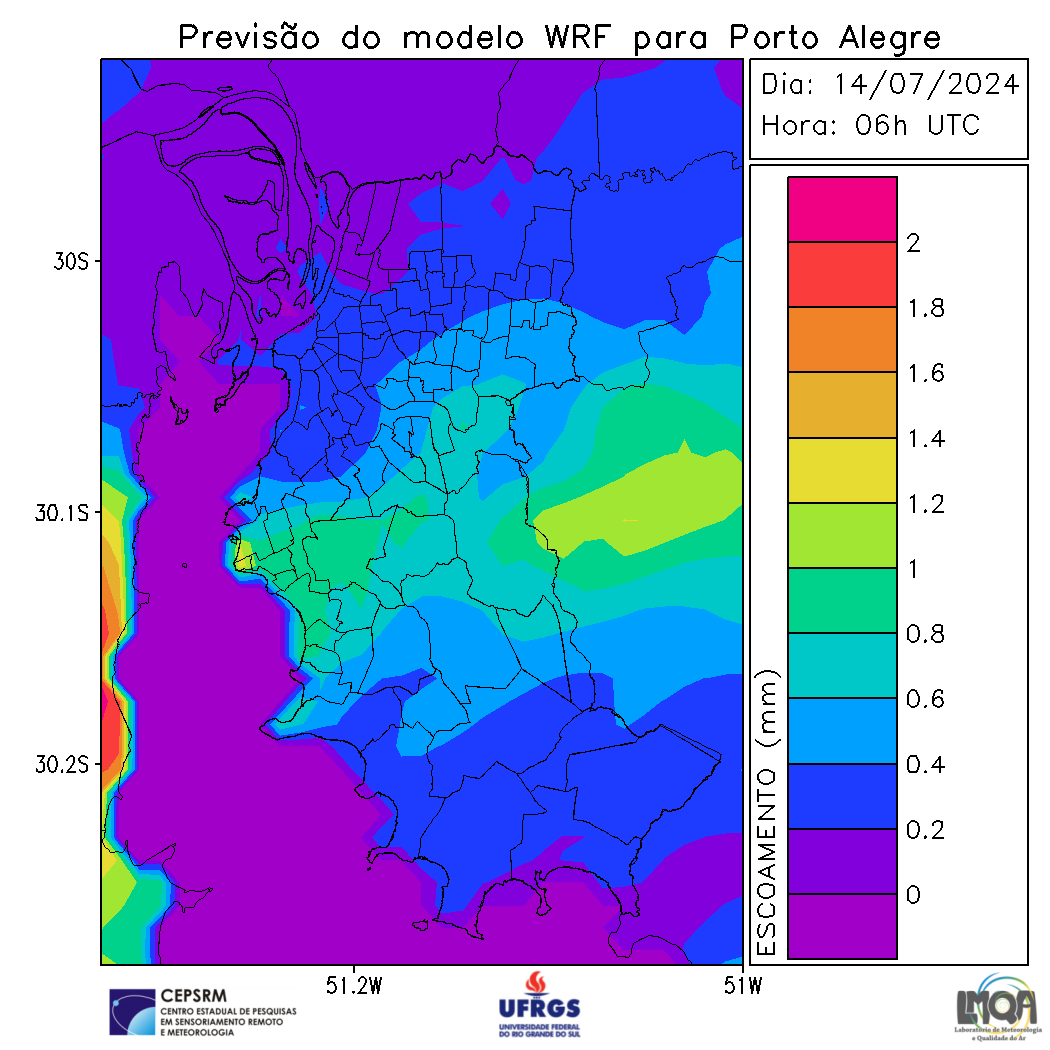 Previsão do modelo WRF para Porto Alegre
Dia: 14/07/2024
Hora: 06h UTC
30S
30.1S
30.2S
51.2W
51W
ESCOAMENTO (mm)
2
1.8
1.6
1.4
1.2
1
0.8
0.6
0.4
0.2
0
CEPSRM
CENTRO ESTADUAL DE PESQUISAS
EM SENSORIAMENTO REMOTO
E METEOROLOGIA
UFRGS
UNIVERSIDADE FEDERAL
DO RIO GRANDE DO SUL
LMQA
Laboratório de Meteorologia
e Qualidade do Ar